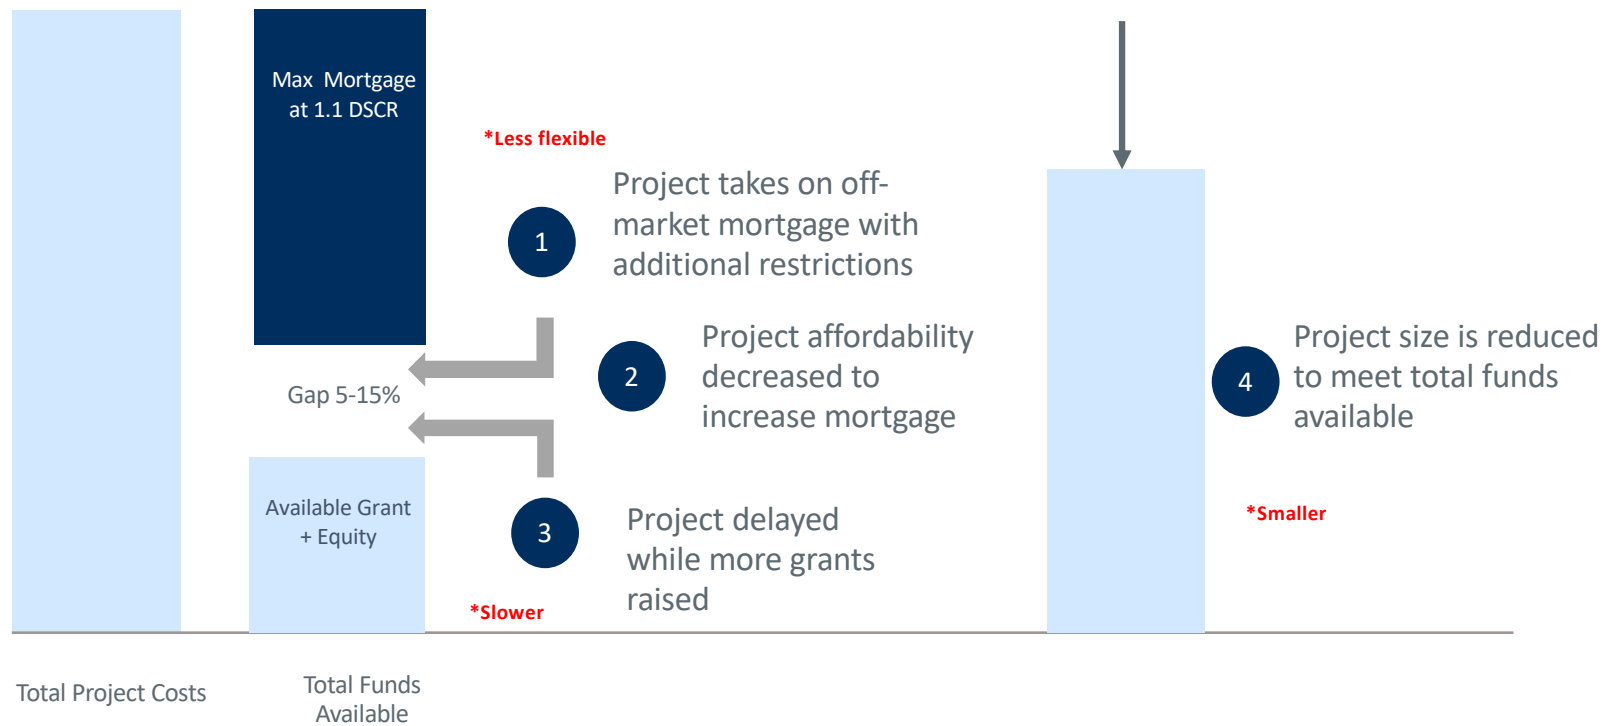 Max Mortgage
at 1.1 DSCR
*Less flexible
1
Project takes on off-
market mortgage with
additional restrictions
Gap 5-15%
2
Project affordability
decreased to
increase mortgage
4
Project size is reduced
to meet total funds
available
Available Grant
+ Equity
3
Project delayed
while more grants
raised
*Slower
*Smaller
Total Project Costs
Total Funds
Available